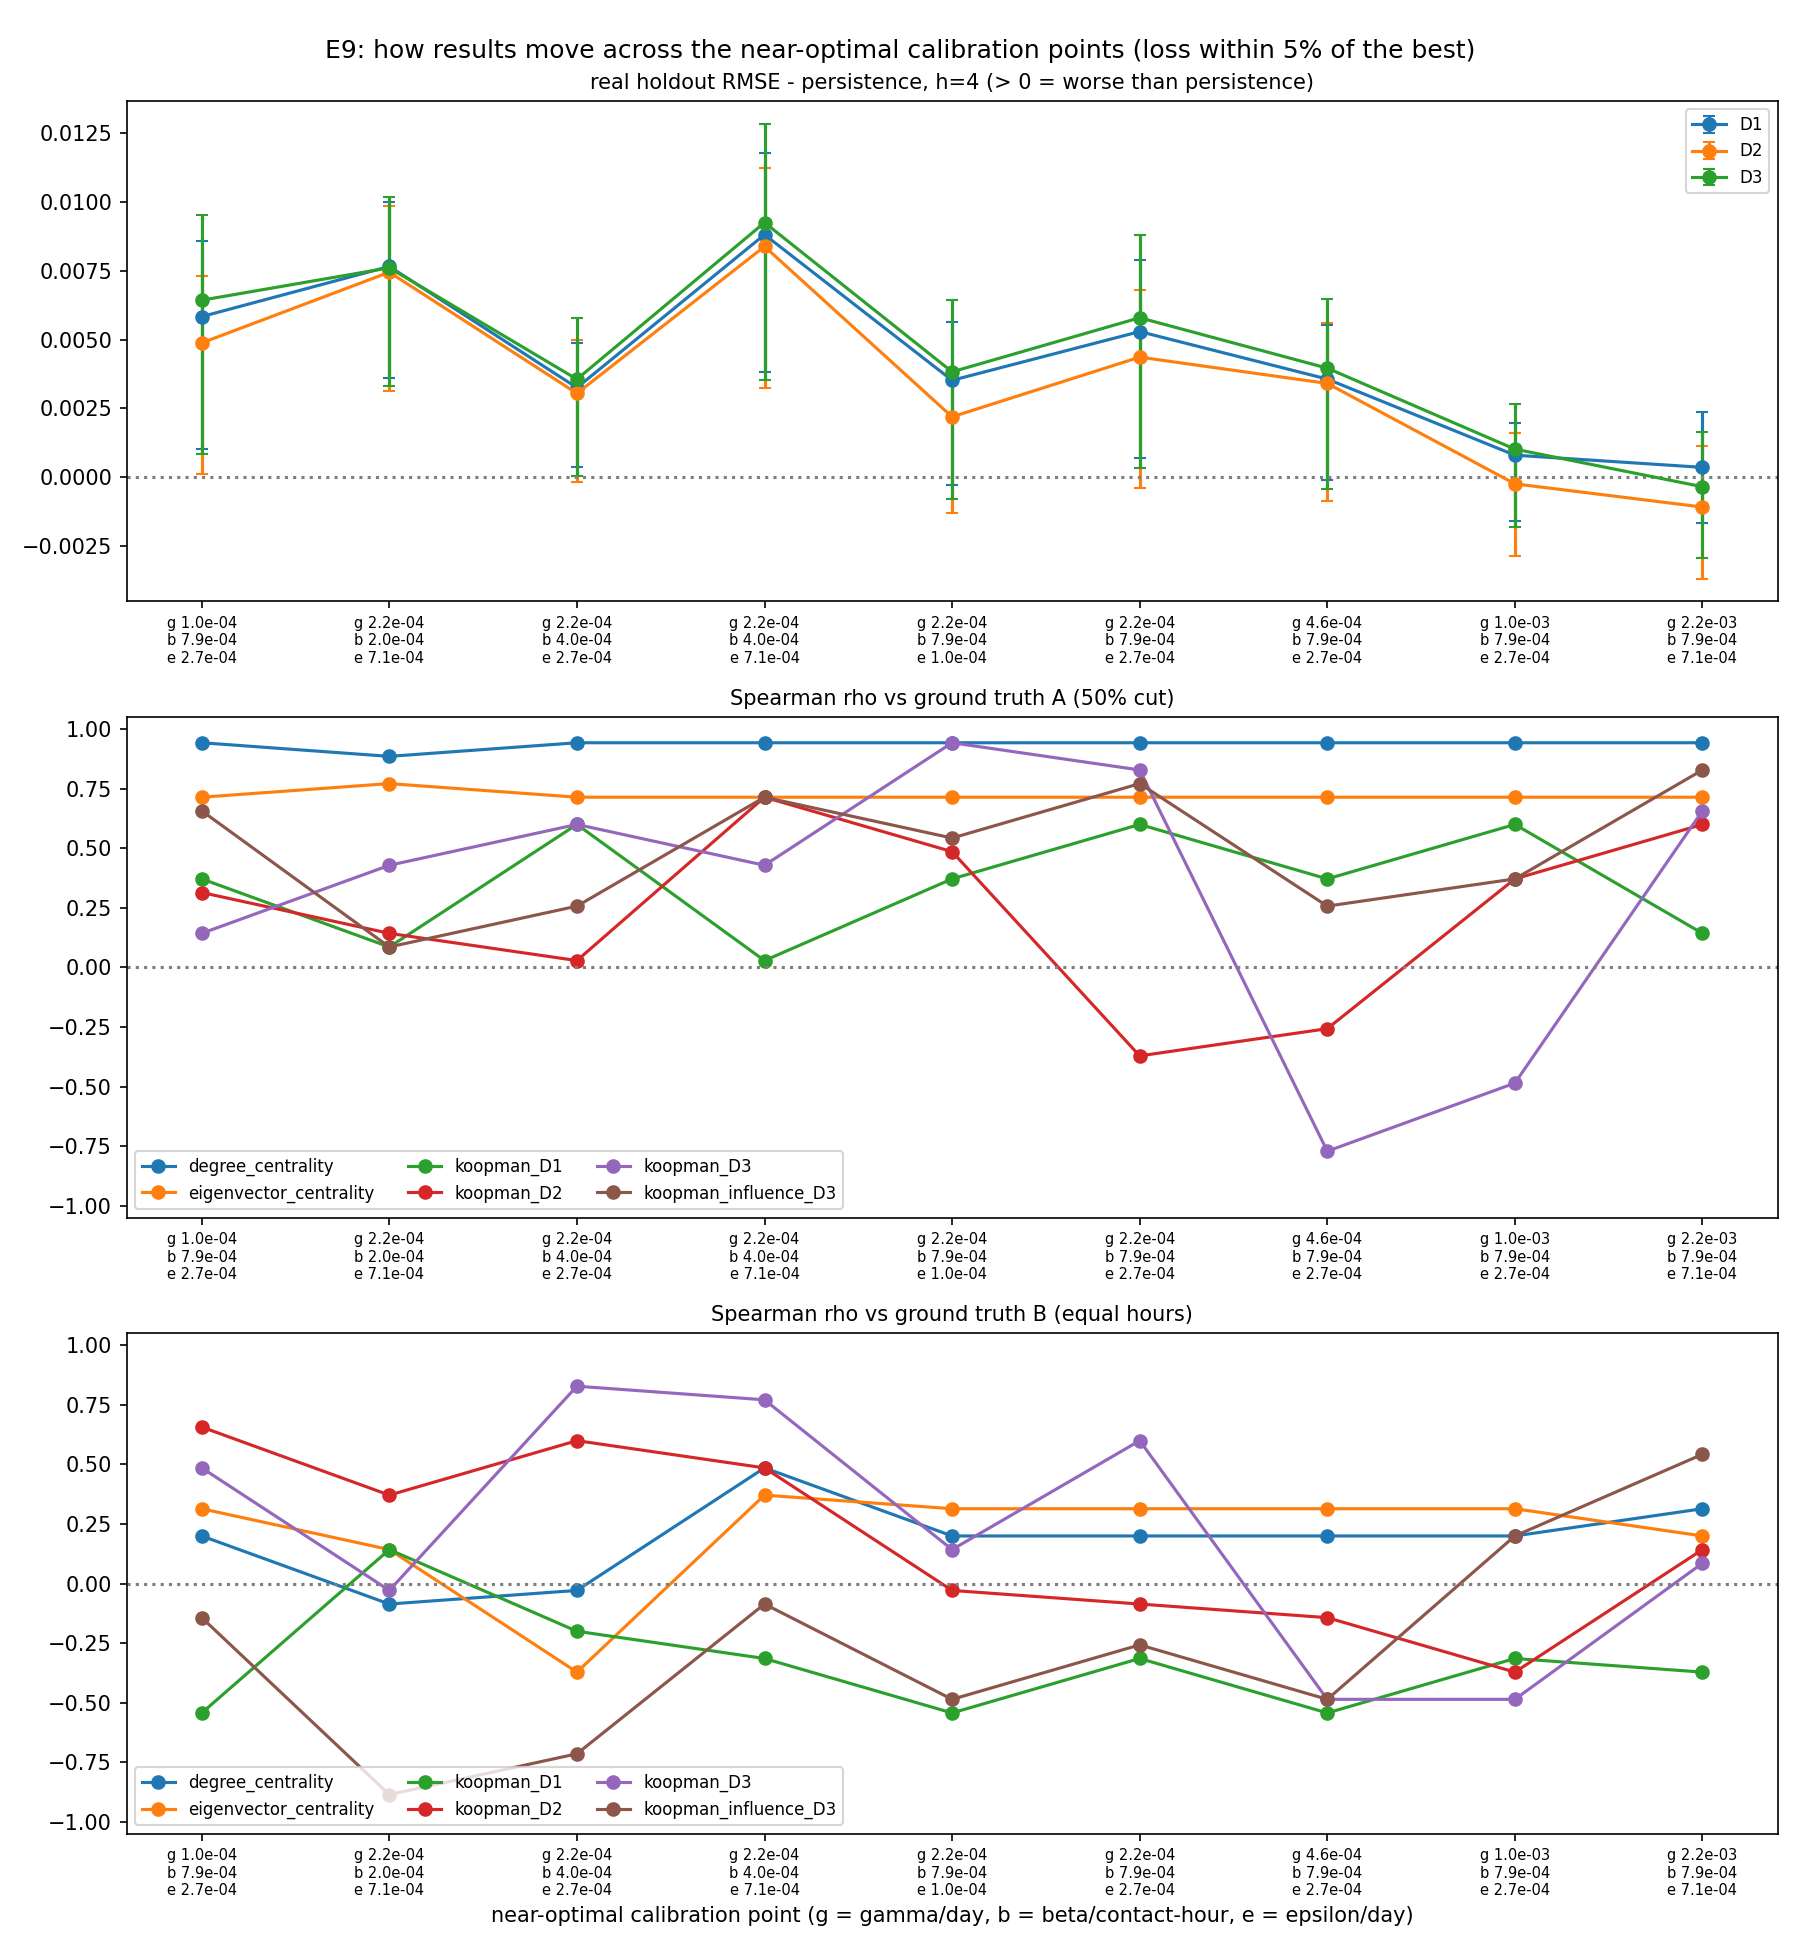 E9: how results move across the near-optimal calibration points (loss within 5% of the best)
real holdout RMSE - persistence, h=4 (> 0 = worse than persistence)
0.0125
0.0100
0.0075
0.0050
0.0025
0.0000
−0.0025
D1
D2
D3
g 1.0e-04 g 2.2e-04 g 2.2e-04 g 2.2e-04 g 2.2e-04 g 2.2e-04 g 4.6e-04 g 1.0e-03 g 2.2e-03
b 7.9e-04 b 2.0e-04 b 4.0e-04 b 4.0e-04 b 7.9e-04 b 7.9e-04 b 7.9e-04 b 7.9e-04 b 7.9e-04
e 2.7e-04 e 7.1e-04 e 2.7e-04 e 7.1e-04 e 1.0e-04 e 2.7e-04 e 2.7e-04 e 2.7e-04 e 7.1e-04
Spearman rho vs ground truth A (50% cut)
1.00
0.75
0.50
0.25
0.00
−0.25
−0.50
−0.75
−1.00
degree_centrality koopman_D1 koopman_D3
eigenvector_centrality koopman_D2 koopman_influence_D3
g 1.0e-04 g 2.2e-04 g 2.2e-04 g 2.2e-04 g 2.2e-04 g 2.2e-04 g 4.6e-04 g 1.0e-03 g 2.2e-03
b 7.9e-04 b 2.0e-04 b 4.0e-04 b 4.0e-04 b 7.9e-04 b 7.9e-04 b 7.9e-04 b 7.9e-04 b 7.9e-04
e 2.7e-04 e 7.1e-04 e 2.7e-04 e 7.1e-04 e 1.0e-04 e 2.7e-04 e 2.7e-04 e 2.7e-04 e 7.1e-04
Spearman rho vs ground truth B (equal hours)
1.00
0.75
0.50
0.25
0.00
−0.25
−0.50
−0.75
−1.00
degree_centrality koopman_D1 koopman_D3
eigenvector_centrality koopman_D2 koopman_influence_D3
g 1.0e-04 g 2.2e-04 g 2.2e-04 g 2.2e-04 g 2.2e-04 g 2.2e-04 g 4.6e-04 g 1.0e-03 g 2.2e-03
b 7.9e-04 b 2.0e-04 b 4.0e-04 b 4.0e-04 b 7.9e-04 b 7.9e-04 b 7.9e-04 b 7.9e-04 b 7.9e-04
e 2.7e-04 e 7.1e-04 e 2.7e-04 e 7.1e-04 e 1.0e-04 e 2.7e-04 e 2.7e-04 e 2.7e-04 e 7.1e-04
near-optimal calibration point (g = gamma/day, b = beta/contact-hour, e = epsilon/day)